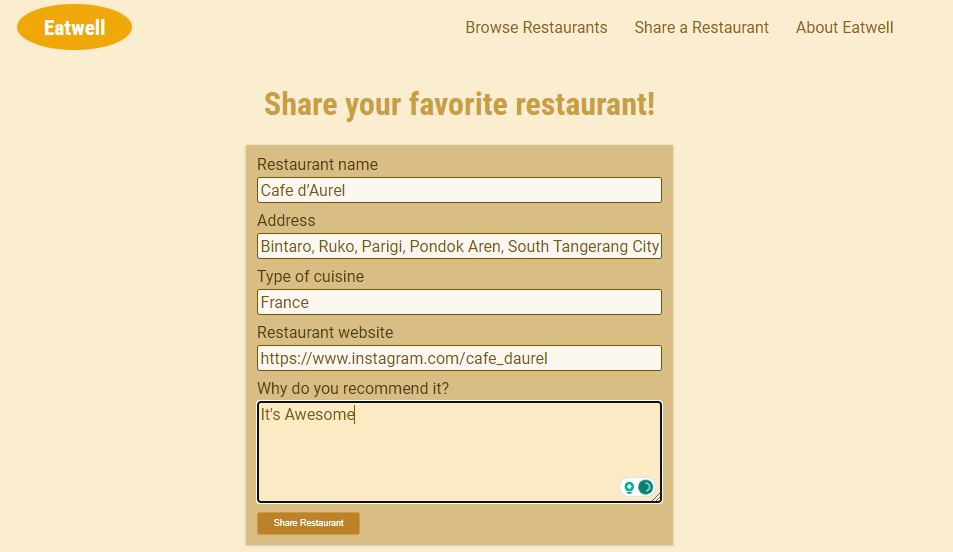 Eatwell
Browse Restaurants Share a Restaurant About Eatwell
Share your favorite restaurant!
Restaurant name
Cafe d’Aurel
Address
Bintaro, Ruko, Parigi, Pondok Aren, South Tangerang City
Type of cuisine
France
Restaurant website
https://www.instagram.com/cafe_daurel
Why do you recommend it?
It's Awesome
Share Restaurant